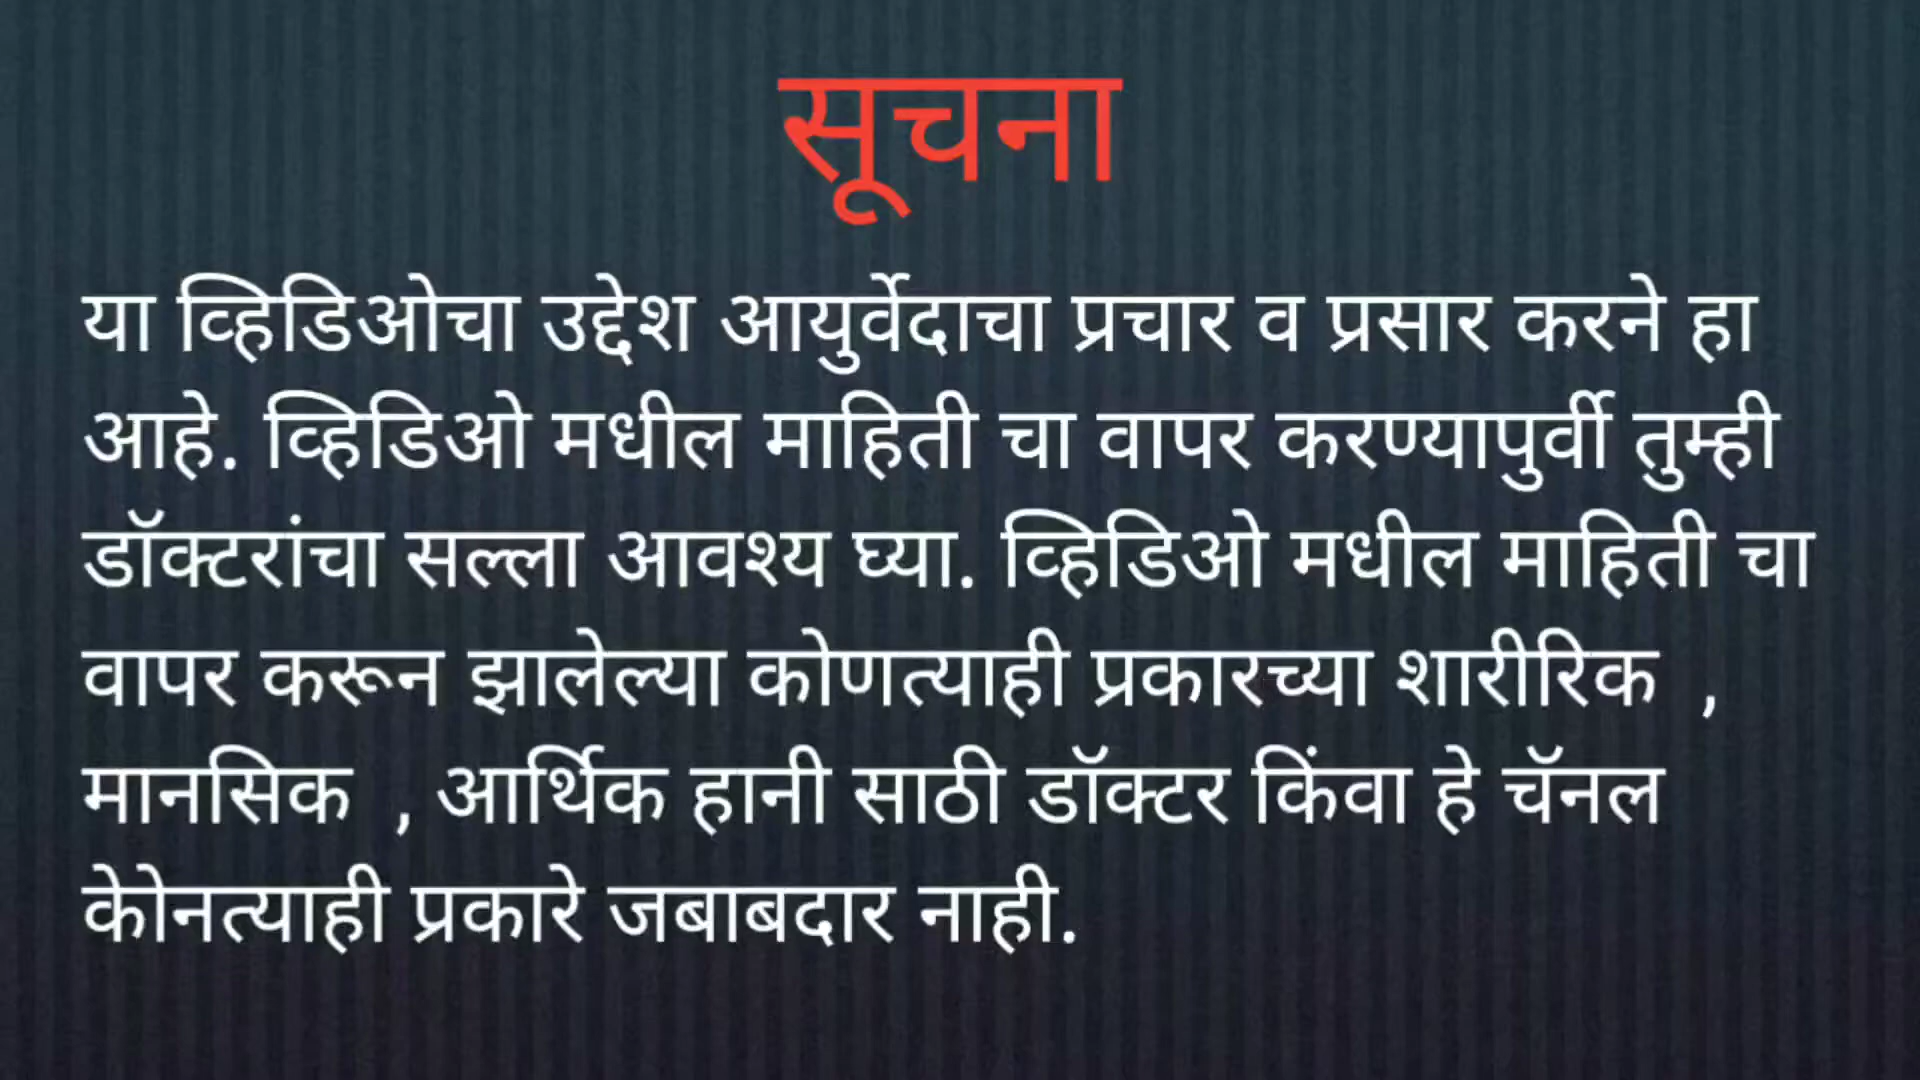 सूचना
या व्हिडिओचा उद्देश आयुर्वेदाचा प्रचार व प्रसार करने हा
आहे. व्हिडिओ मधील माहिती चा वापर करण्यापुर्वी तुम्ही
डॉक्टरांचा सल्ला आवश्य घ्या. व्हिडिओ मधील माहिती चा
वापर करून झालेल्या कोणत्याही प्रकारच्या शारीरिक ,
मानसिक , आर्थिक हानी साठी डॉक्टर किंवा हे चॅनल
केोनत्याही प्रकारे जबाबदार नाही.